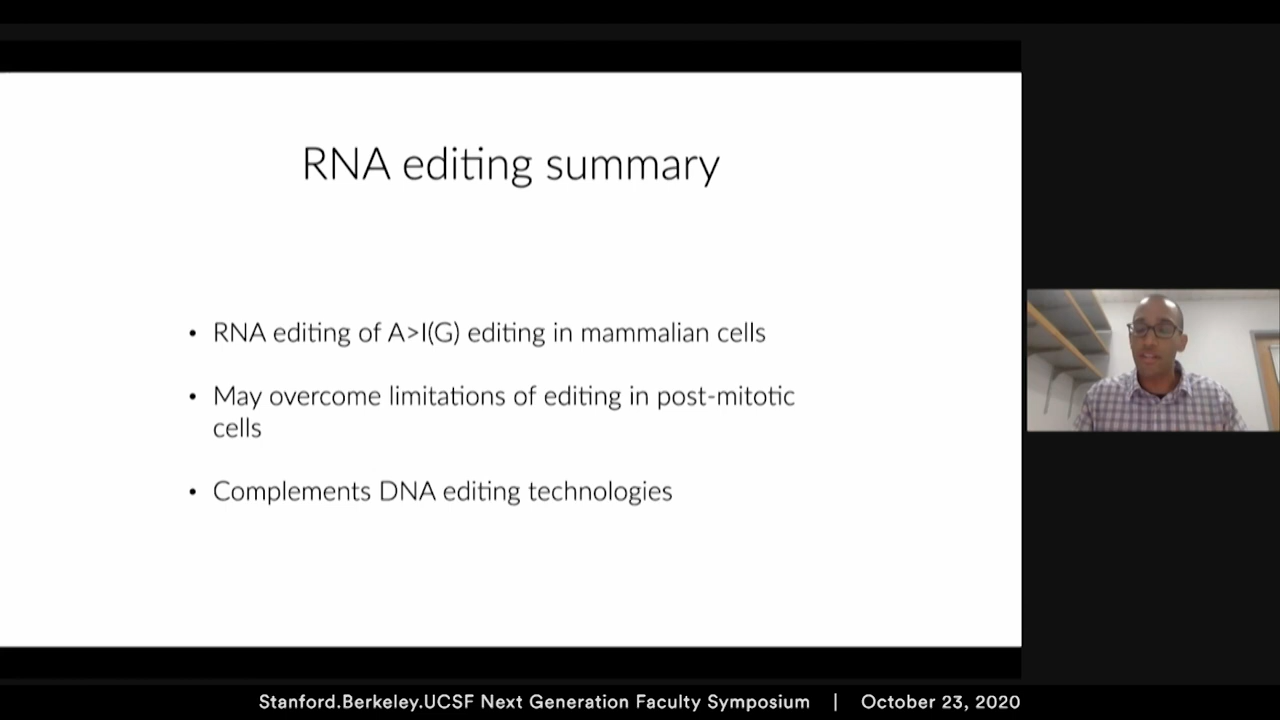 RNA editing summary
• RNA editing of A>I(G) editing in mammalian cells
• May overcome limitations of editing in post-mitotic
cells
• Complements DNA editing technologies
Stanford.Berkeley.UCSF Next Generation Faculty Symposium | October 23, 2020